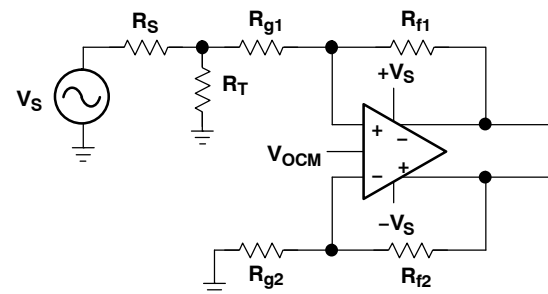 R_S R_g1 R_f1
+V_S
R_T
V_S
+ −
V_OCM
− +
−V_S
R_g2 R_f2